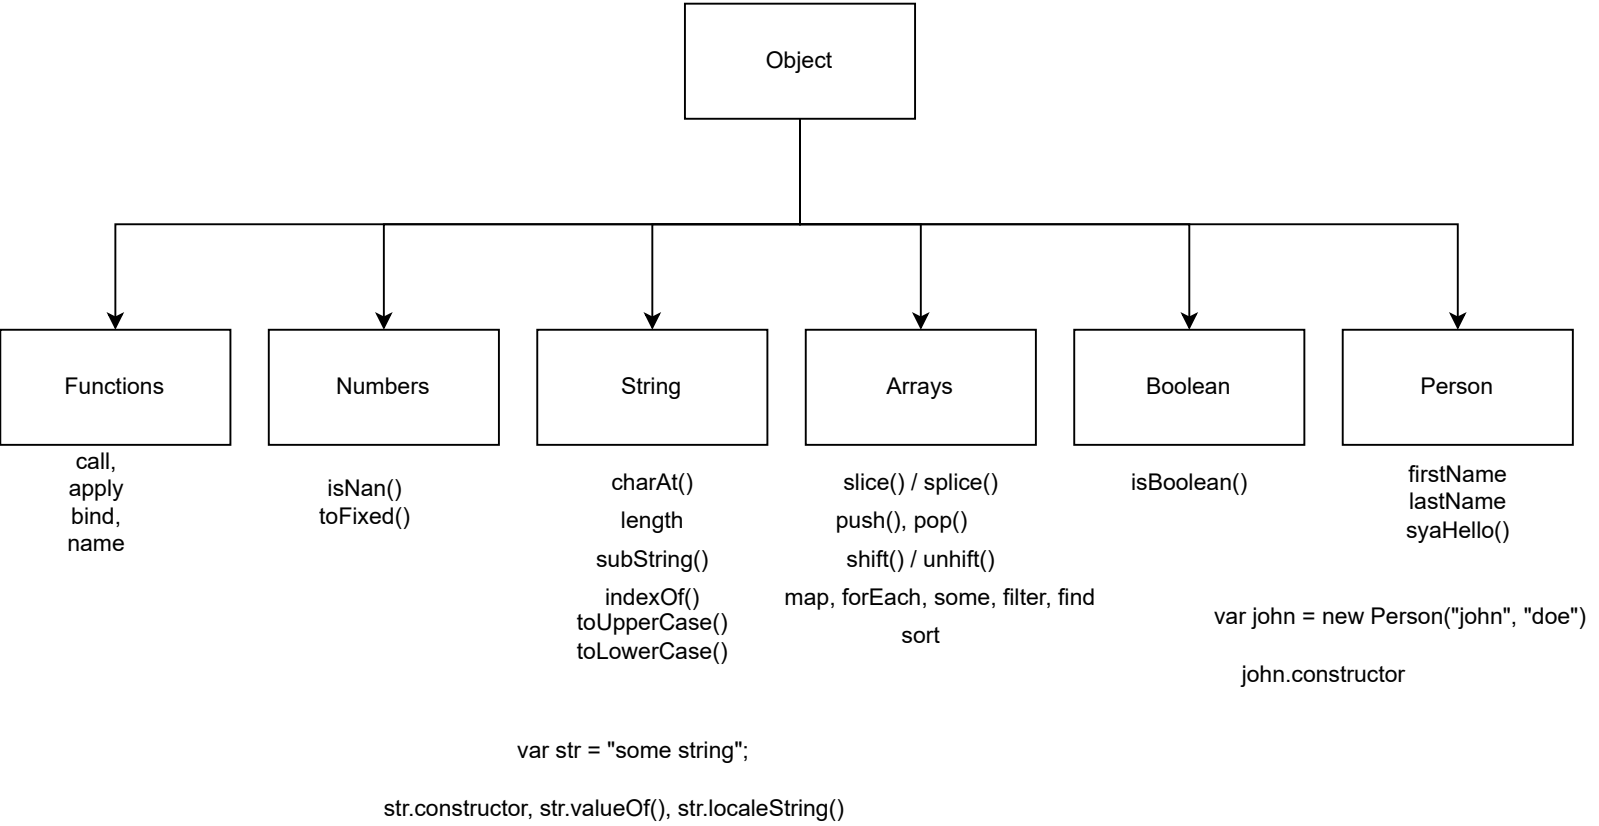 Object
Functions
Numbers
String
Arrays
Boolean
Person
call,
apply
bind,
name
isNan()
toFixed()
charAt()
length
subString()
indexOf()
toUpperCase()
toLowerCase()
slice() / splice()
push(), pop()
shift() / unhift()
map, forEach, some, filter, find
sort
isBoolean()
firstName
lastName
syaHello()
var john = new Person("john", "doe")
john.constructor
var str = "some string";
str.constructor, str.valueOf(), str.localeString()